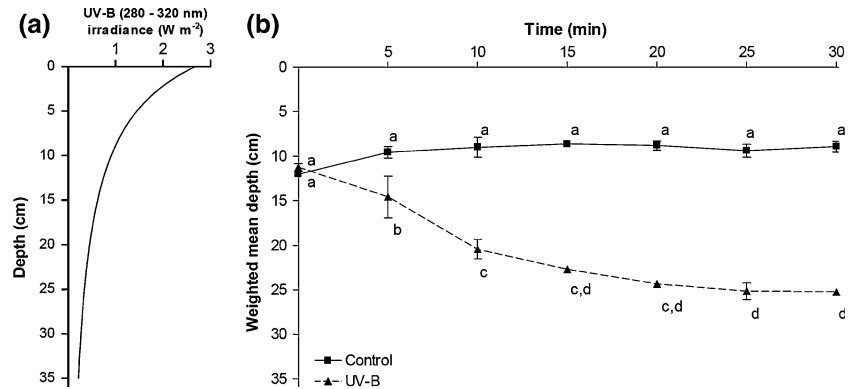 (a)
UV-B (280 - 320 nm)
irradiance (W m-2)
1 2 3
0
5
10
15
20
25
30
35
Depth (cm)
(b)
Time (min)
5 10 15 20 25 30
0
5
10
15
20
25
30
35
Weighted mean depth (cm)
a a a a a a
a
a
b
c
c,d
c,d
d
d
Control
UV-B